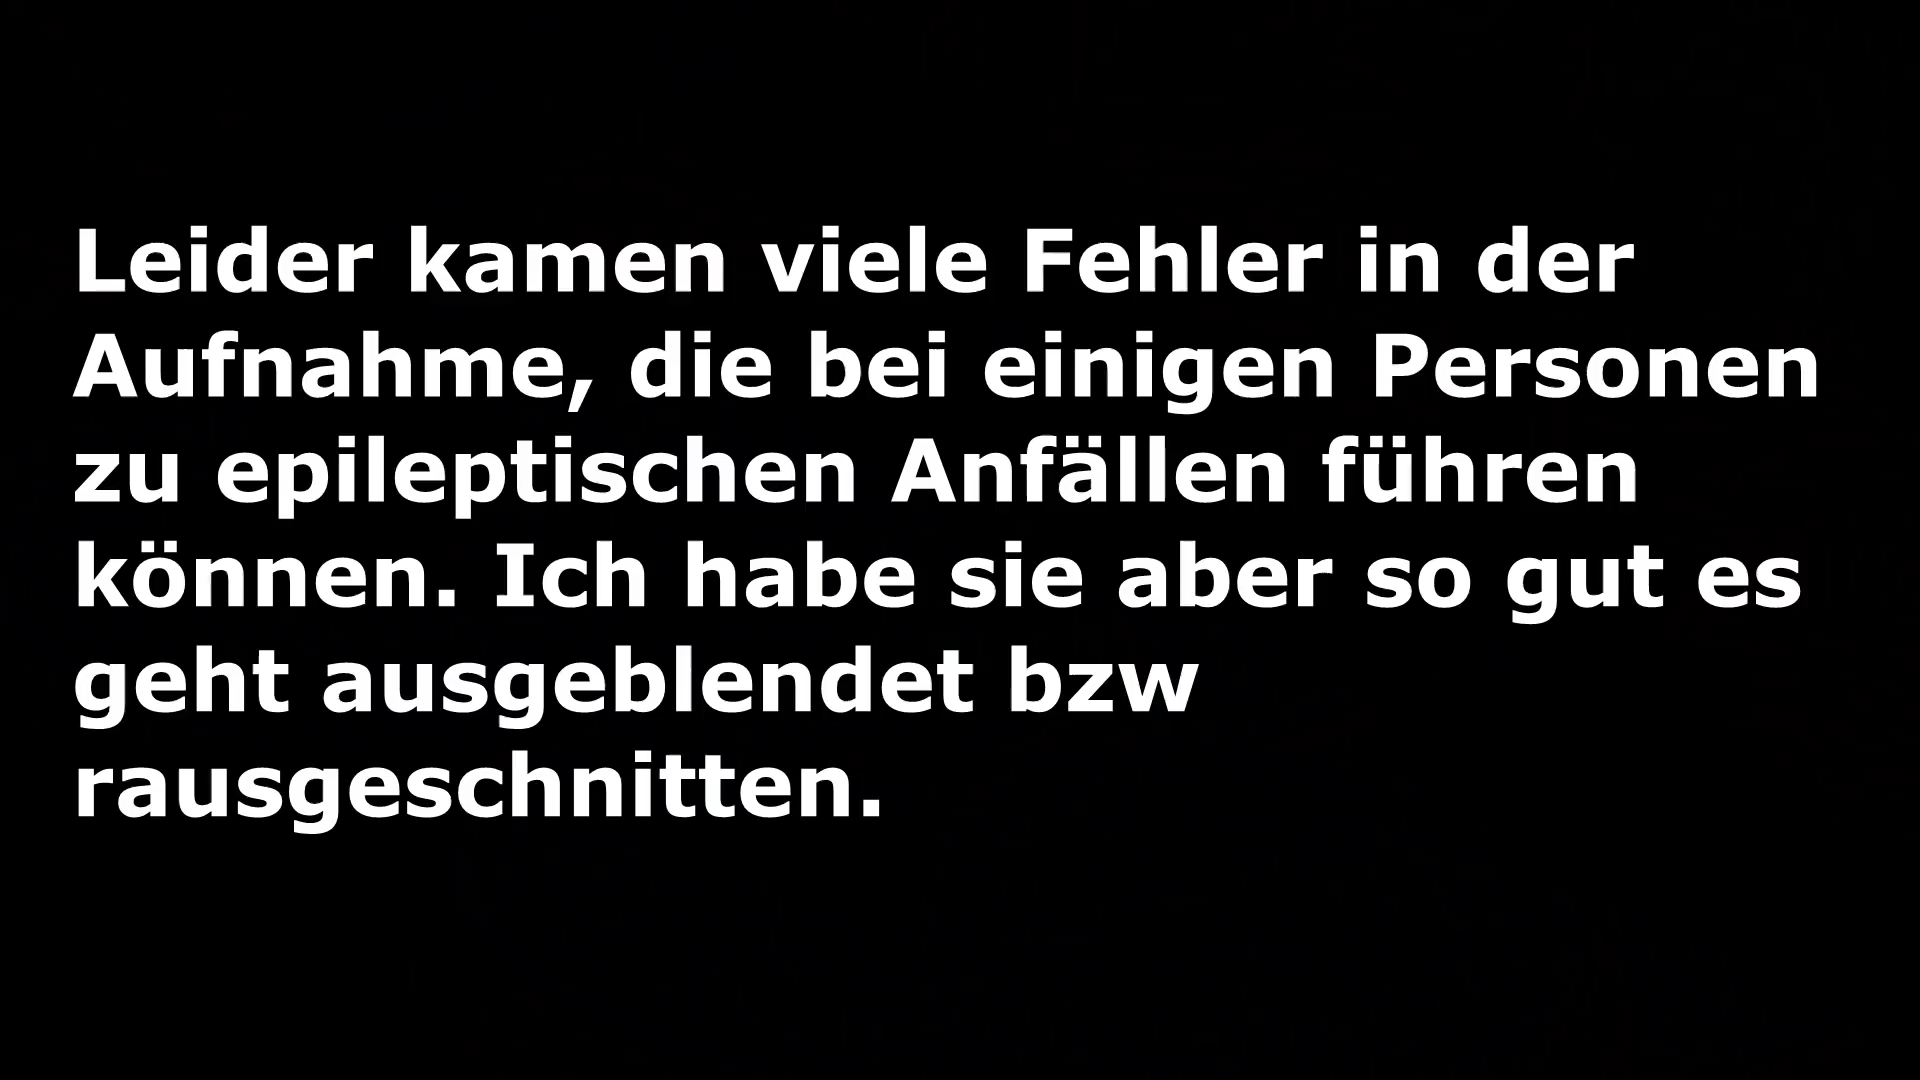 Leider kamen viele Fehler in der
Aufnahme, die bei einigen Personen
zu epileptischen Anfällen führen
können. Ich habe sie aber so gut es
geht ausgeblendet bzw
rausgeschnitten.